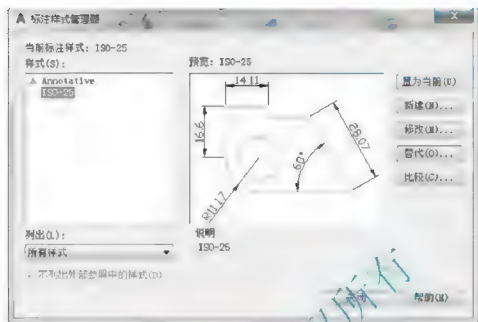 标注样式管理器
当前标注样式: ISO-25
样式(S):
Annotative
ISO-25
预览: ISO-25
14.11
16.6
28.07
60°
R11.17
置为当前(U)
新建(N)...
修改(M)...
替代(O)...
比较(C)...
列出(L):
所有样式
不列出外部参照中的样式(D)
说明
ISO-25
帮助(H)
所有